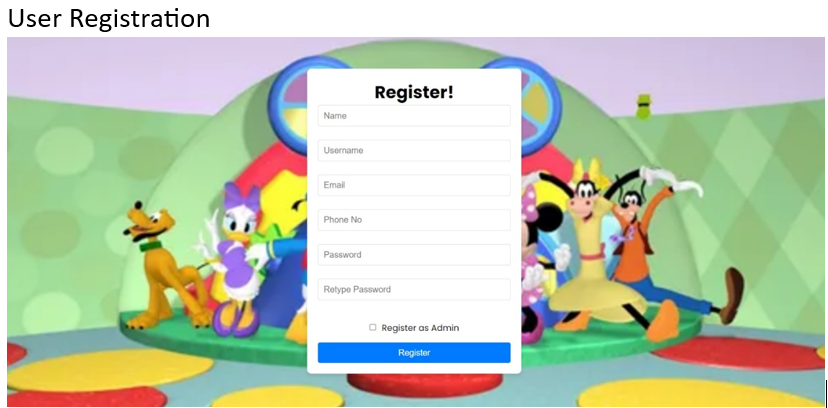 User Registration
Register!
Name
Username
Email
Phone No
Password
Retype Password
Register as Admin
Register